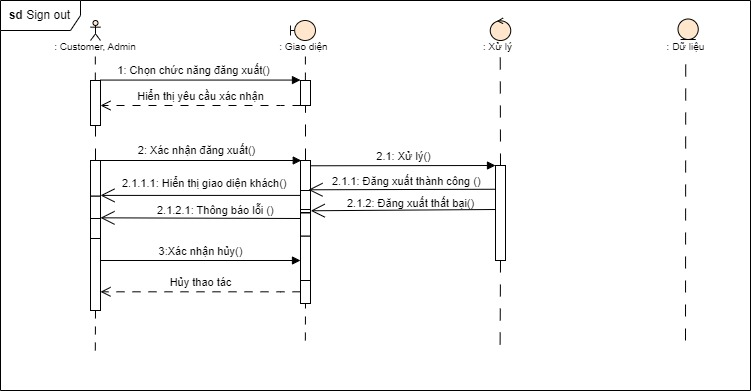 sd Sign out
: Customer, Admin
: Giao diện
: Xử lý
: Dữ liệu
1: Chọn chức năng đăng xuất()
Hiển thị yêu cầu xác nhận
2: Xác nhận đăng xuất()
2.1: Xử lý()
2.1.1.1: Hiển thị giao diện khách()
2.1.1: Đăng xuất thành công ()
2.1.2.1: Thông báo lỗi ()
2.1.2: Đăng xuất thất bại()
3:Xác nhận hủy()
Hủy thao tác